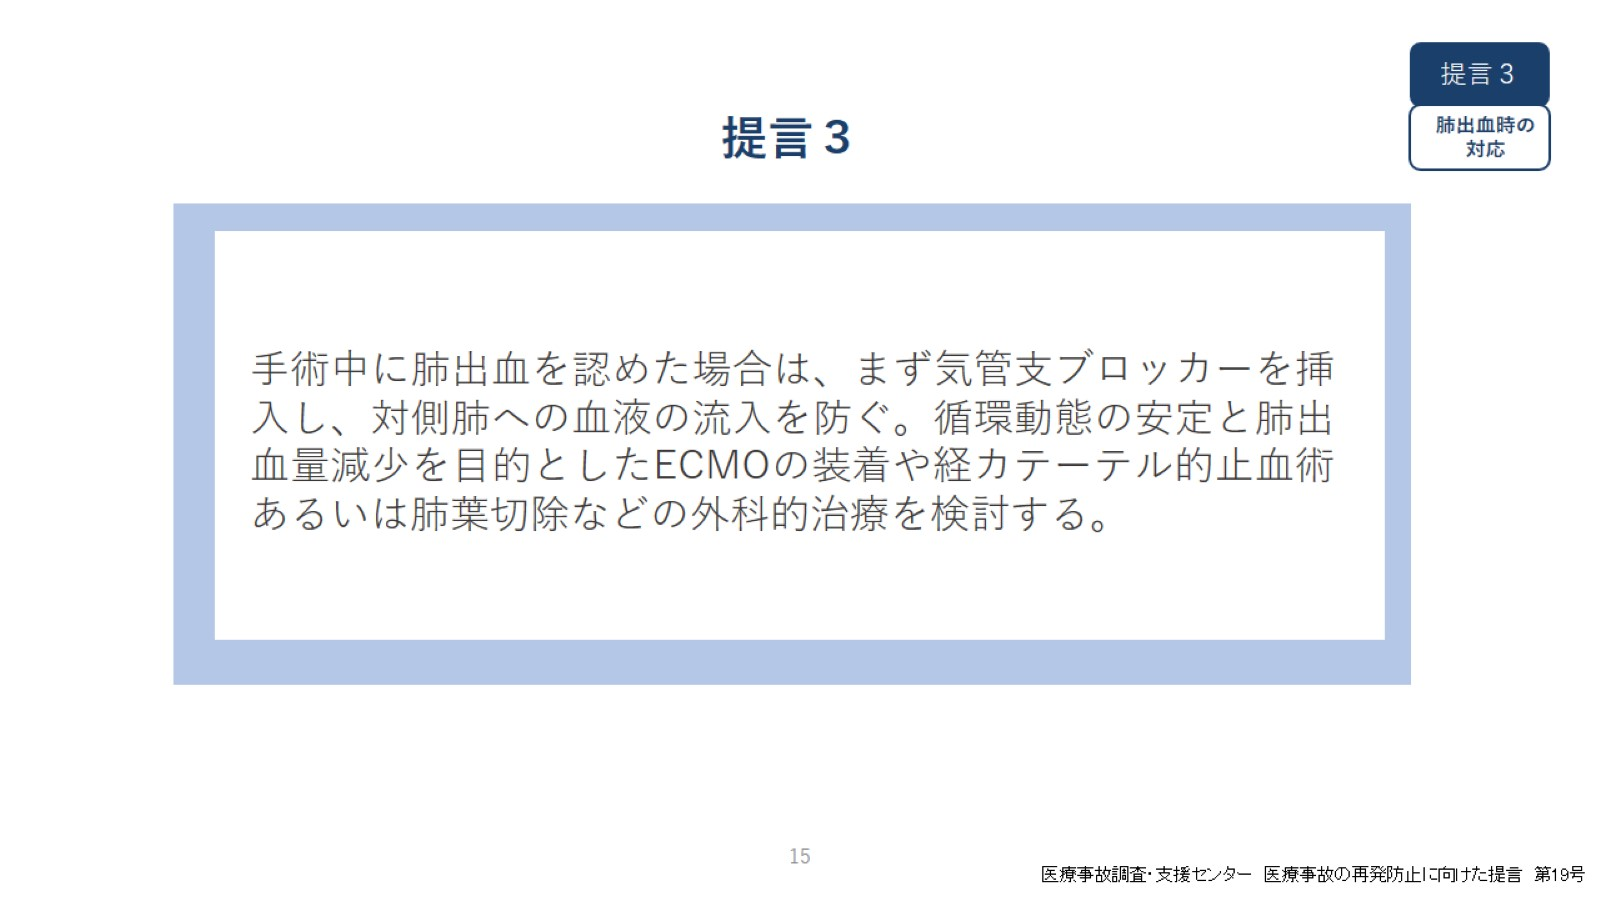 提言３
肺出血時の
対応
提言３
手術中に肺出血を認めた場合は、まず気管支ブロッカーを挿
入し、対側肺への血液の流入を防ぐ。循環動態の安定と肺出
血量減少を目的としたECMOの装着や経カテーテル的止血術
あるいは肺葉切除などの外科的治療を検討する。
15
医療事故調査・支援センター　医療事故の再発防止に向けた提言　第19号